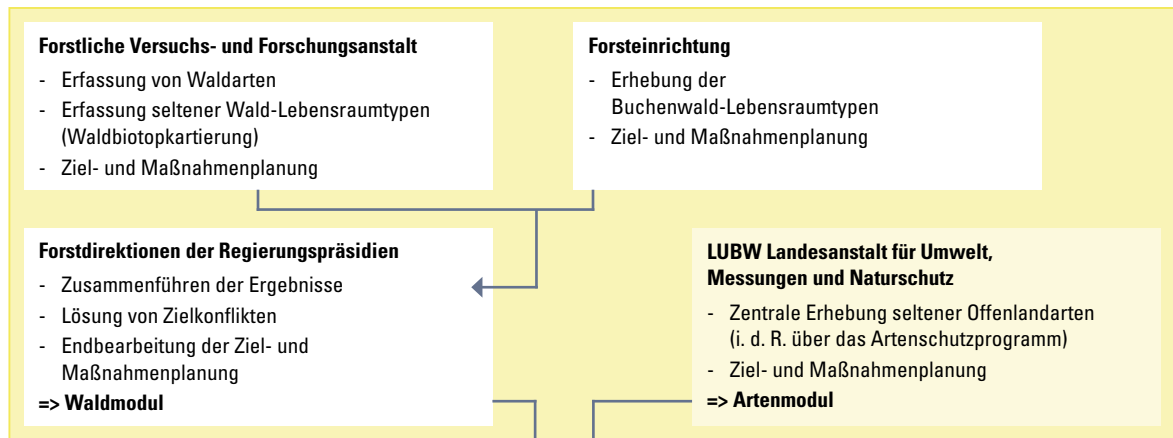 Forstliche Versuchs- und Forschungsanstalt
- Erfassung von Waldarten
- Erfassung seltener Wald-Lebensraumtypen
(Waldbiotopkartierung)
- Ziel- und Maßnahmenplanung
Forsteinrichtung
- Erhebung der
Buchenwald-Lebensraumtypen
- Ziel- und Maßnahmenplanung
Forstdirektionen der Regierungspräsidien
- Zusammenführen der Ergebnisse
- Lösung von Zielkonflikten
- Endbearbeitung der Ziel- und
Maßnahmenplanung
=> Waldmodul
LUBW Landesanstalt für Umwelt,
Messungen und Naturschutz
- Zentrale Erhebung seltener Offenlandarten
(i. d. R. über das Artenschutzprogramm)
- Ziel- und Maßnahmenplanung
=> Artenmodul